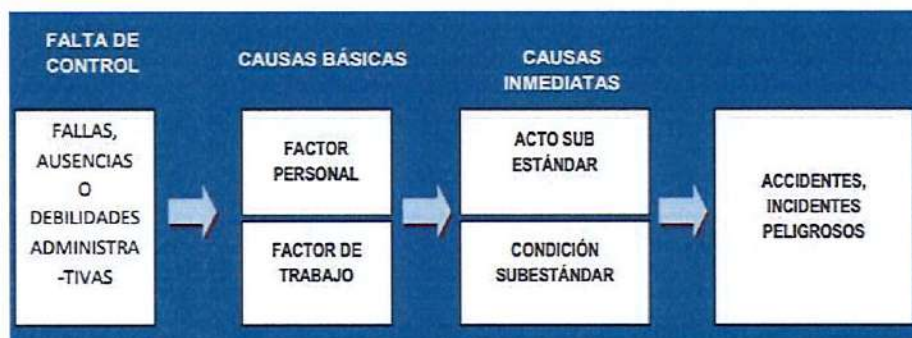 FALTA DE
CONTROL
CAUSAS BÁSICAS
CAUSAS
INMEDIATAS
FALLAS,
AUSENCIAS
O
DEBILIDADES
ADMINISTRA
-TIVAS
FACTOR
PERSONAL
FACTOR DE
TRABAJO
ACTO SUB
ESTÁNDAR
CONDICIÓN
SUBESTÁNDAR
ACCIDENTES,
INCIDENTES
PELIGROSOS